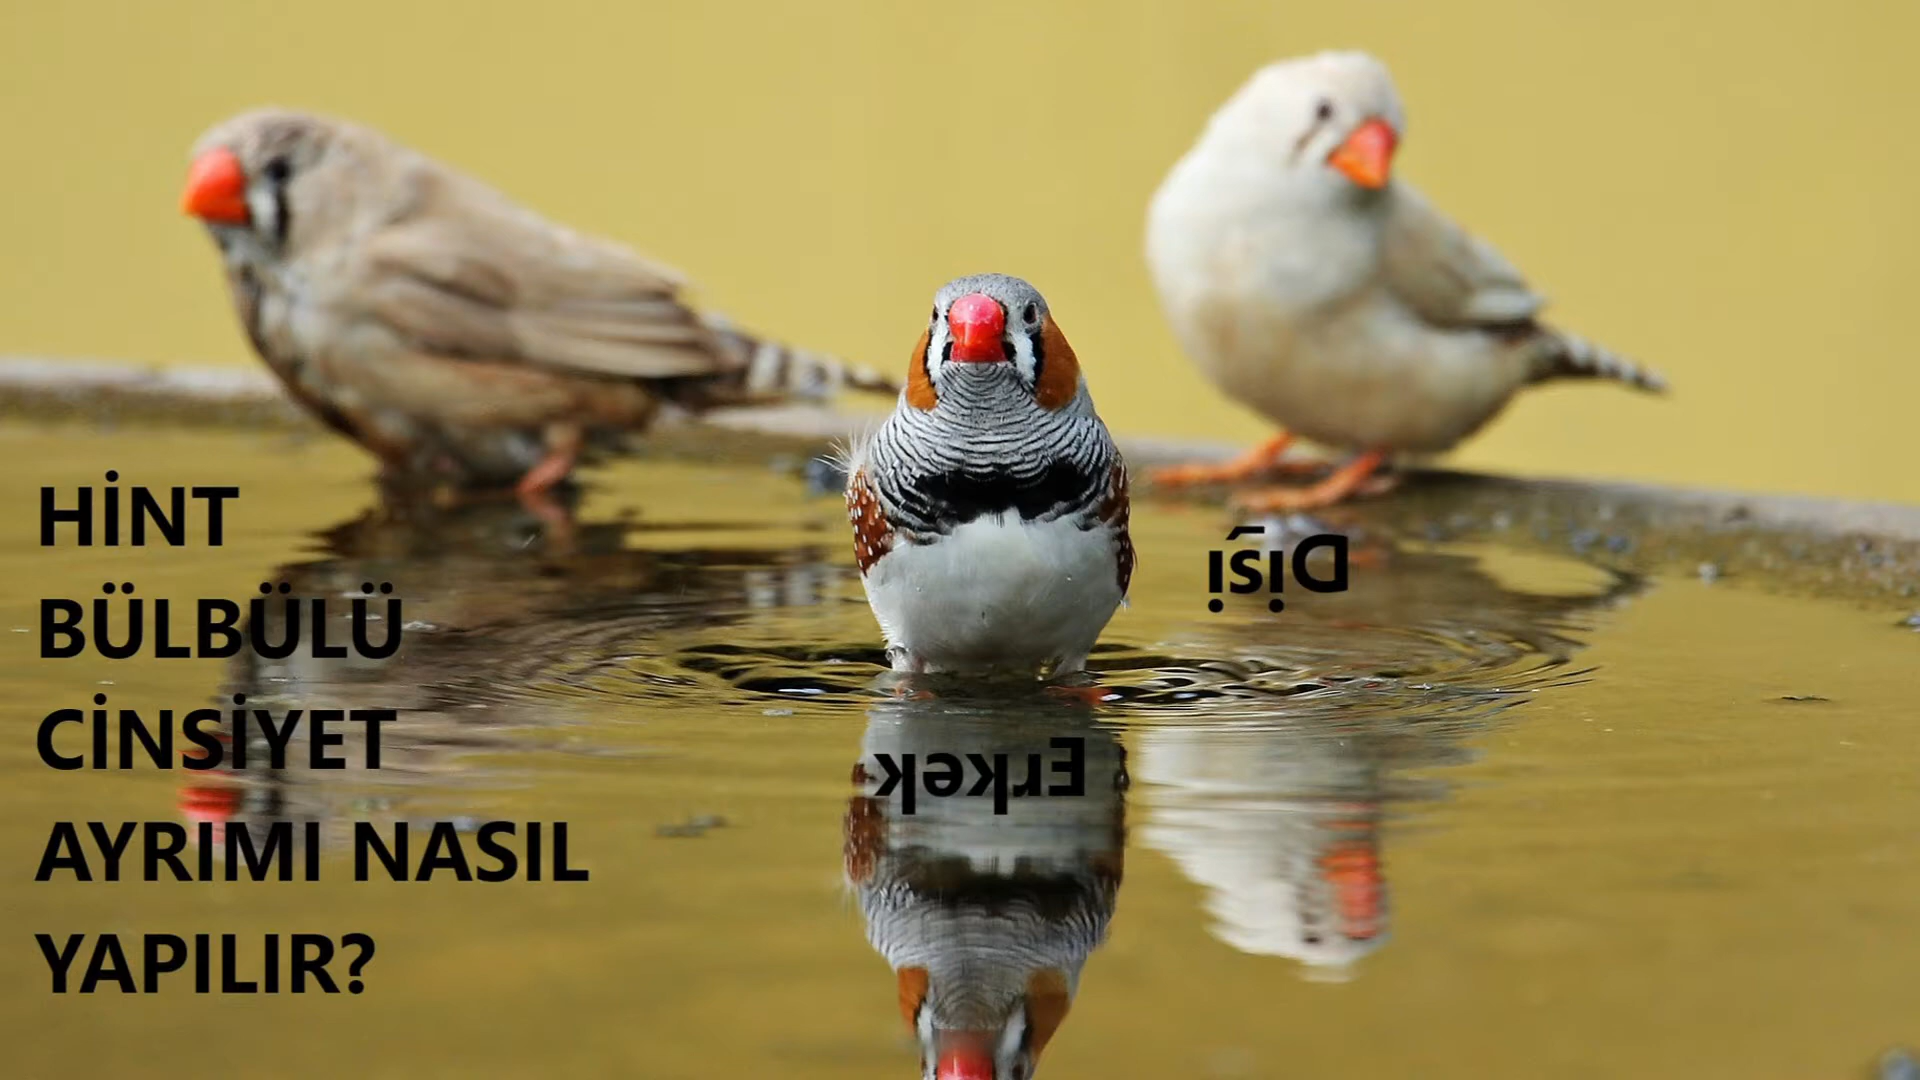 HİNT
BÜLBÜLÜ
CİNSİYET
AYRIMI NASIL
YAPILIR?
Dişi
Erkek